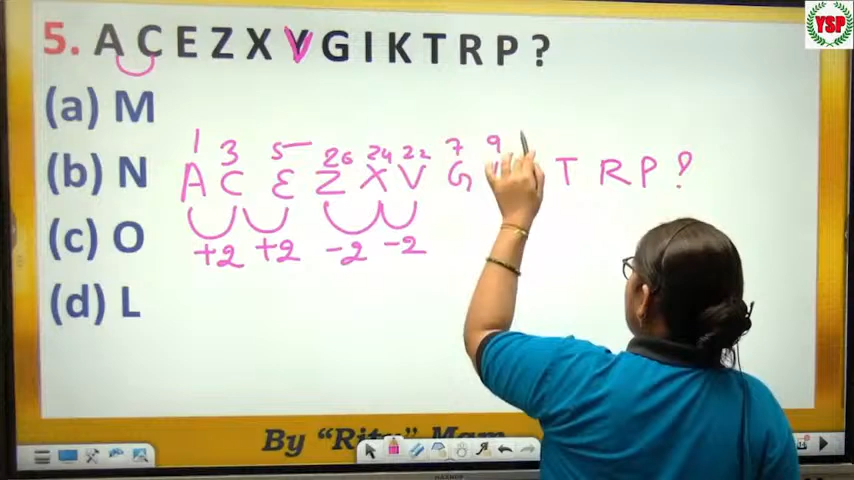 YSP
5. A C E Z X V G I K T R P ?
(a) M
(b) N
(c) O
(d) L
1 3 5 26 24 22 7 9
A C E Z X V G T R P ?
+2 +2 -2 -2
By “Ritu” Mam